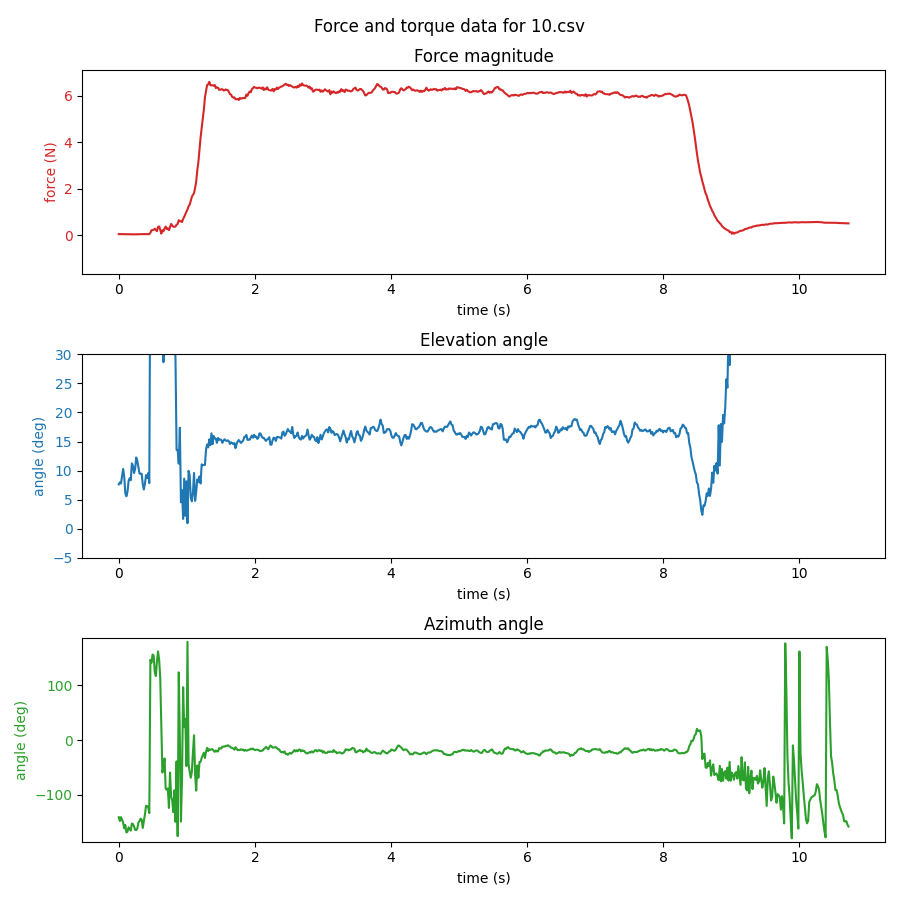 Force and torque data for 10.csv
Force magnitude
6
4
2
0
force (N)
0 2 4 6 8 10
time (s)
Elevation angle
30
25
20
15
10
5
0
−5
angle (deg)
0 2 4 6 8 10
time (s)
Azimuth angle
100
0
−100
angle (deg)
0 2 4 6 8 10
time (s)